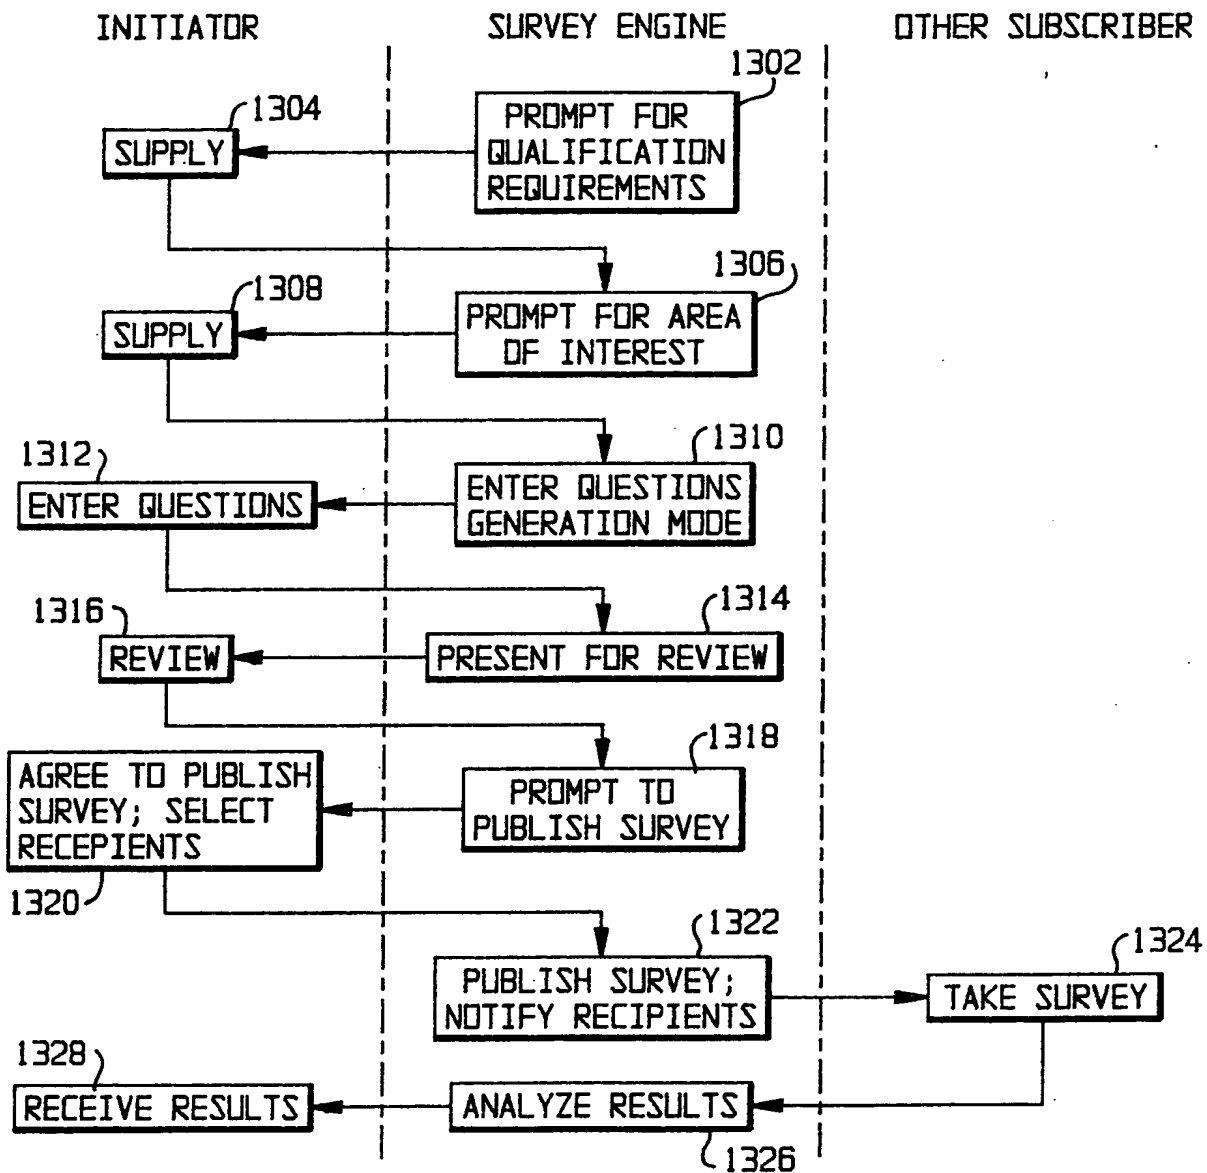 INITIATOR
SURVEY ENGINE
OTHER SUBSCRIBER
1302
PROMPT FOR
QUALIFICATION
REQUIREMENTS
1304
SUPPLY
1306
PROMPT FOR AREA
OF INTEREST
1308
SUPPLY
1310
ENTER QUESTIONS
GENERATION MODE
1312
ENTER QUESTIONS
1314
PRESENT FOR REVIEW
1316
REVIEW
1318
PROMPT TO
PUBLISH SURVEY
AGREE TO PUBLISH
SURVEY; SELECT
RECEPIENTS
1320
1322
PUBLISH SURVEY;
NOTIFY RECIPIENTS
1324
TAKE SURVEY
ANALYZE RESULTS
1326
1328
RECEIVE RESULTS